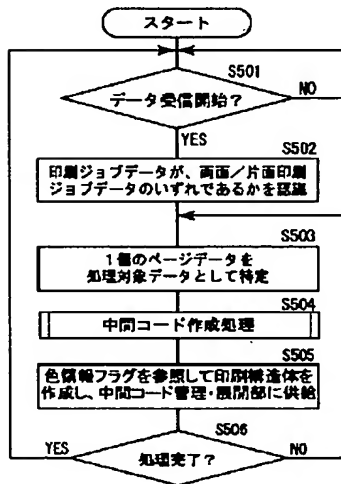 スタート
S501
データ受信開始？
NO
YES
S502
印刷ジョブデータが、両面／片面印刷
ジョブデータのいずれであるかを認識
S503
1個のページデータを
処理対象データとして特定
S504
中間コード作成処理
S505
色情報フラグを参照して印刷構造体を
作成し、中間コード管理・展開部に供給
S506
YES
処理完了？
NO